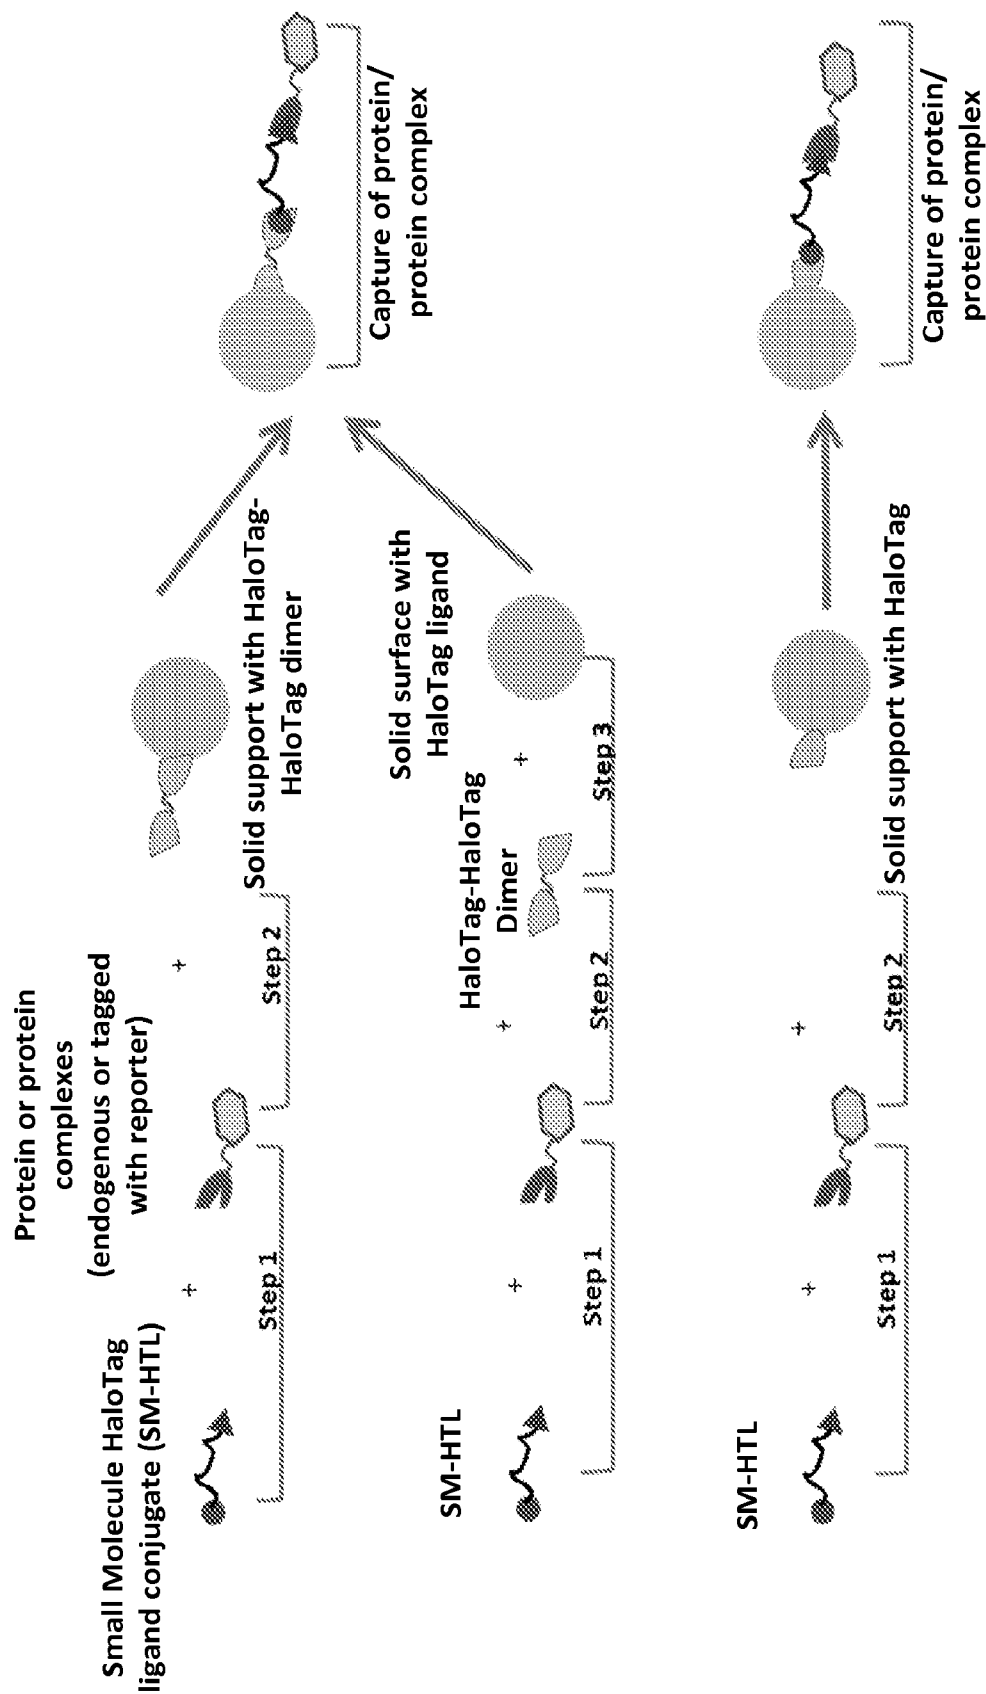 Small Molecule HaloTag
ligand conjugate (SM-HTL)
+
Step 1
Protein or protein
complexes
(endogenous or tagged
with reporter)
+
Step 2
Solid support with HaloTag-
HaloTag dimer
Capture of protein/
protein complex
SM-HTL
+
Step 1
+
Step 2
HaloTag-HaloTag
Dimer
+
Step 3
Solid surface with
HaloTag ligand
SM-HTL
+
Step 1
+
Step 2
Solid support with HaloTag
Capture of protein/
protein complex